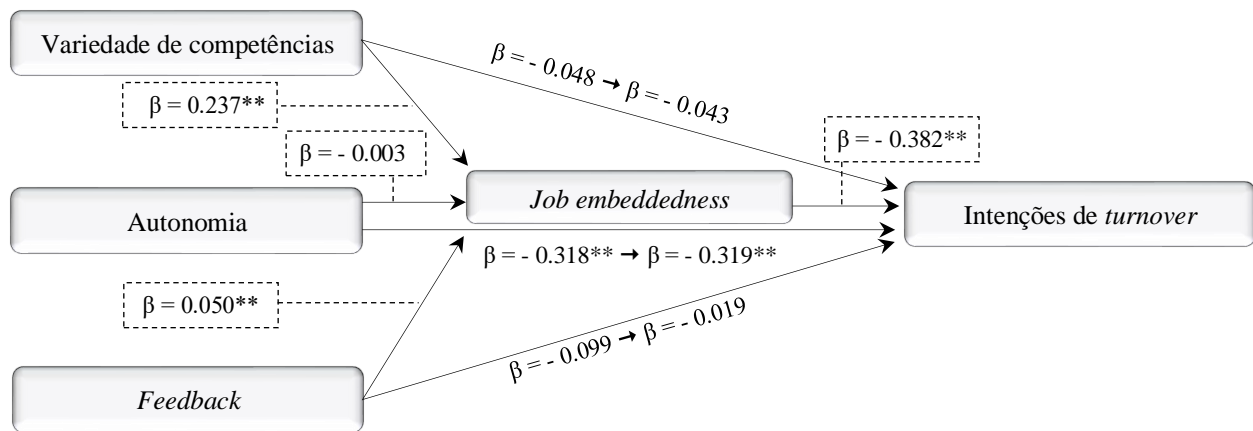 Variedade de competências
β = - 0.048 → β = - 0.043
β = 0.237**
β = - 0.003
β = - 0.382**
Job embeddedness
Autonomia
Intenções de turnover
β = - 0.318** → β = - 0.319**
β = 0.050**
β = - 0.099 → β = - 0.019
Feedback